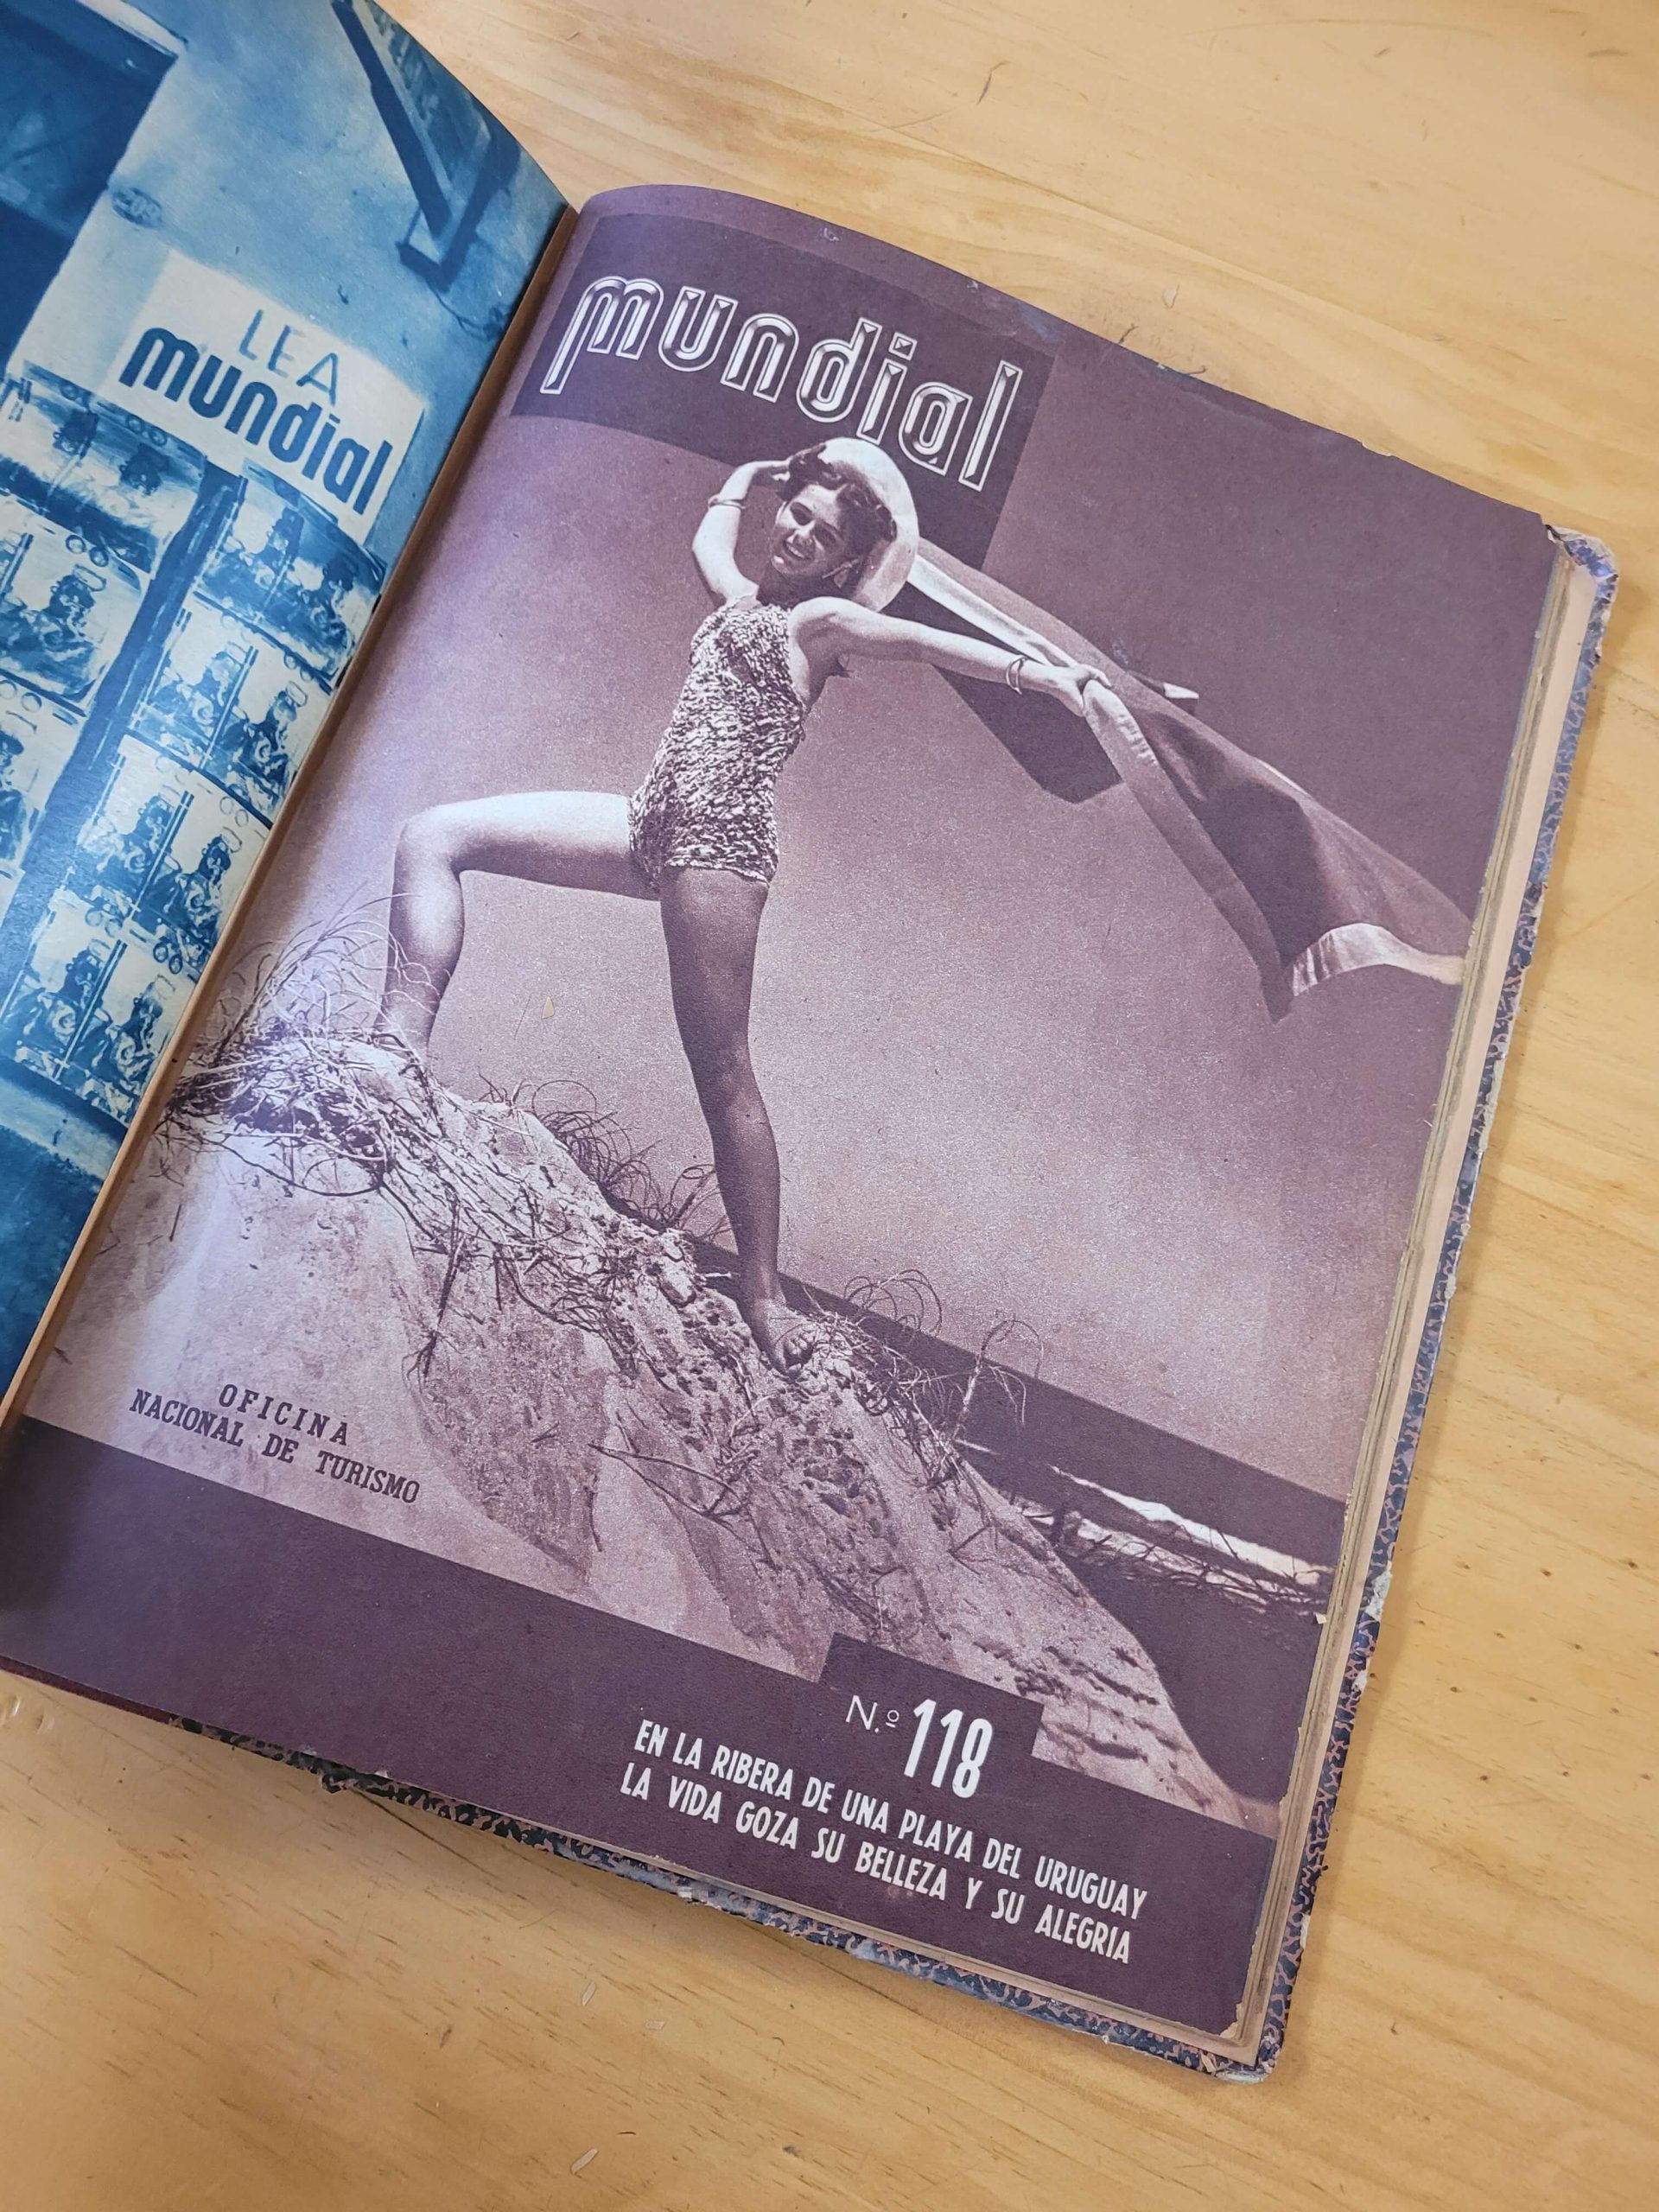 LEA
mundial
mundial
OFICINA
NACIONAL DE TURISMO
N.º 118
EN LA RIBERA DE UNA PLAYA DEL URUGUAY
LA VIDA GOZA SU BELLEZA Y SU ALEGRIA